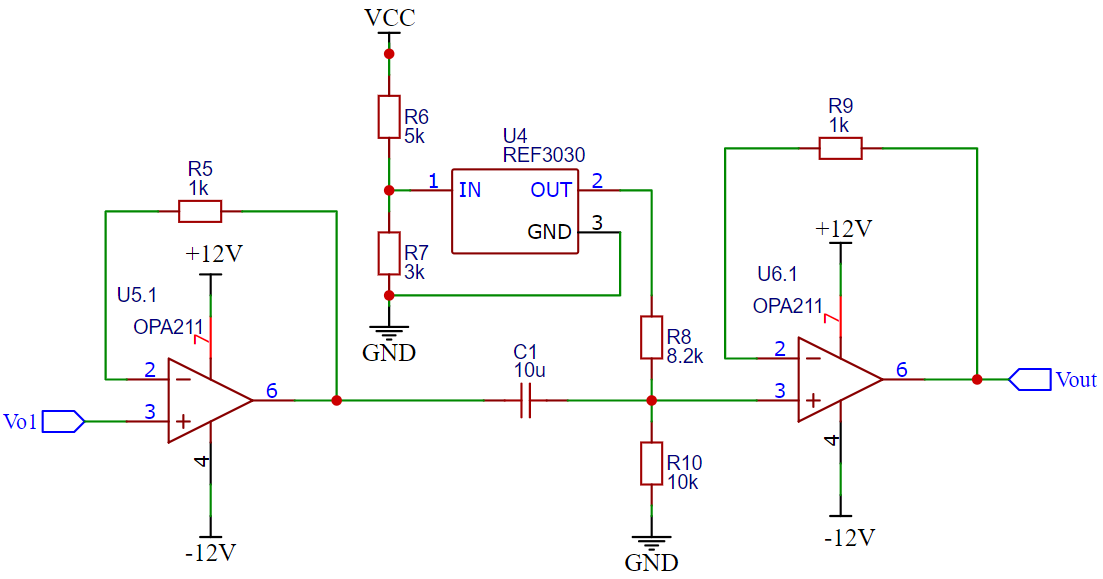 VCC
R6
5k
U4
REF3030
1
IN
OUT
2
GND
3
R7
3k
GND
R5
1k
+12V
U5.1
OPA211
7
2
3
6
4
-12V
Vo1
C1
10u
R8
8.2k
R10
10k
GND
R9
1k
+12V
U6.1
OPA211
7
2
3
6
4
-12V
Vout